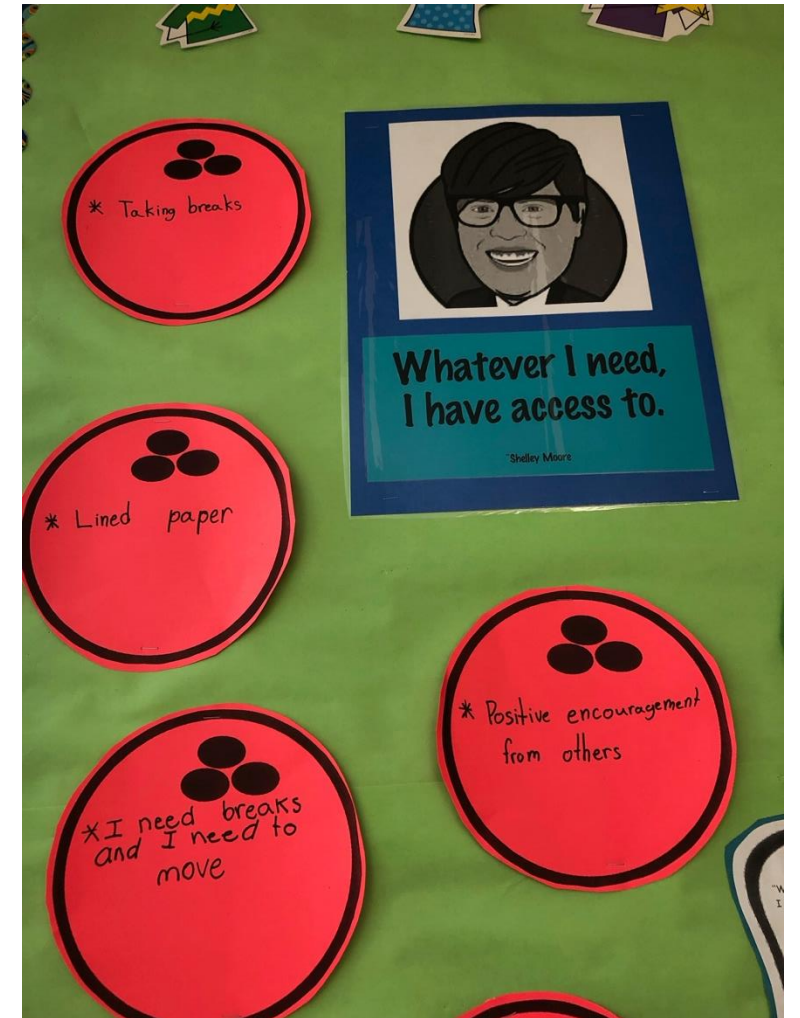 * Taking breaks
Whatever I need,
I have access to.
~Shelley Moore
* Lined paper
* Positive encouragement
from others
* I need breaks
and I need to
move
"W
I